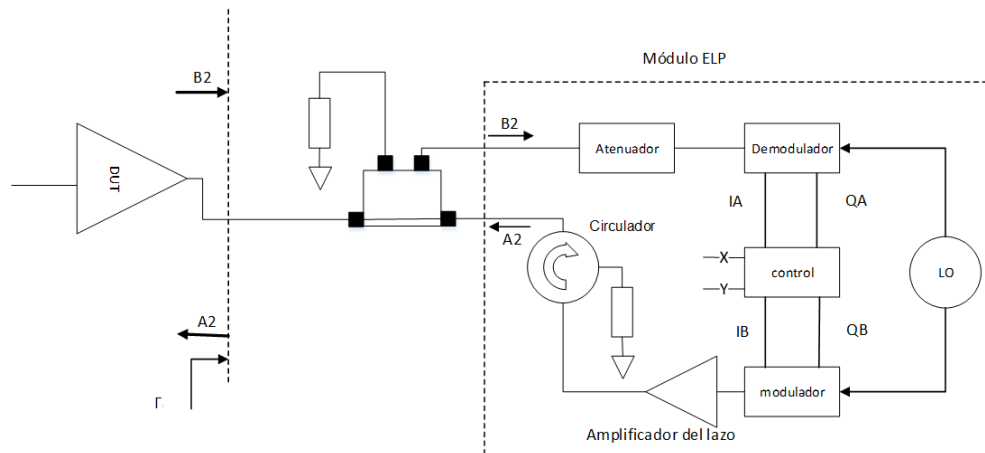 Módulo ELP
B2
B2
Atenuador
Demodulador
DUT
IA
QA
A2
Circulador
X
control
LO
Y
A2
IB
QB
modulador
Γ
Amplificador del lazo